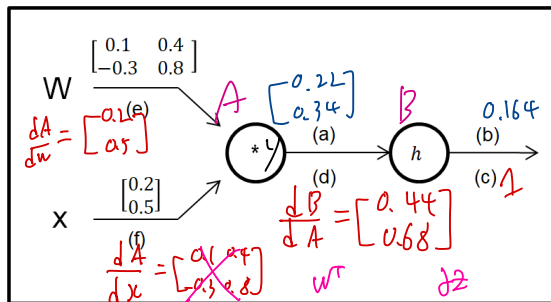 [0.1 0.4
-0.3 0.8]
W
(e)
A
[0.22
0.34]
B
0.164
dA/dw = [0.2
0.5]
*
(a)
h
(b)
(d)
(c) 1
x
[0.2
0.5]
(f)
dB/dA = [0.44
0.68]
dA/dx = [0.1 0.4
-0.3 0.8]
wᵀ
dz